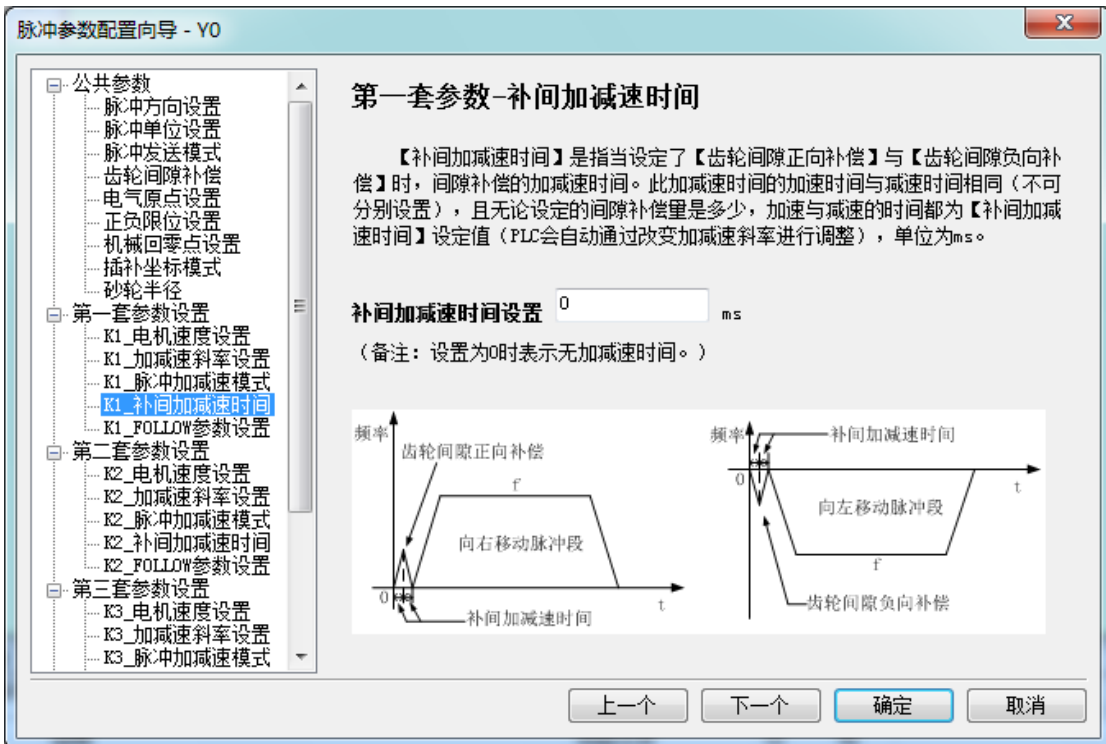 脉冲参数配置向导 - Y0
公共参数
脉冲方向设置
脉冲单位设置
脉冲发送模式
齿轮间隙补偿
电气原点设置
正负限位设置
机械回零点设置
插补坐标模式
砂轮半径
第一套参数设置
K1_电机速度设置
K1_加减速斜率设置
K1_脉冲加减速模式
K1_补间加减速时间
K1_FOLLOW参数设置
第二套参数设置
K2_电机速度设置
K2_加减速斜率设置
K2_脉冲加减速模式
K2_补间加减速时间
K2_FOLLOW参数设置
第三套参数设置
K3_电机速度设置
K3_加减速斜率设置
K3_脉冲加减速模式
第一套参数-补间加减速时间
【补间加减速时间】是指当设定了【齿轮间隙正向补偿】与【齿轮间隙负向补
偿】时，间隙补偿的加减速时间。此加减速时间的加速时间与减速时间相同（不可
分别设置），且无论设定的间隙补偿量是多少，加速与减速的时间都为【补间加减
速时间】设定值（PLC会自动通过改变加减速斜率进行调整），单位为ms。
补间加减速时间设置 0 ms
（备注：设置为0时表示无加减速时间。）
频率
齿轮间隙正向补偿
f
向右移动脉冲段
0
t
补间加减速时间
频率
补间加减速时间
0
t
向左移动脉冲段
f
齿轮间隙负向补偿
上一个 下一个 确定 取消